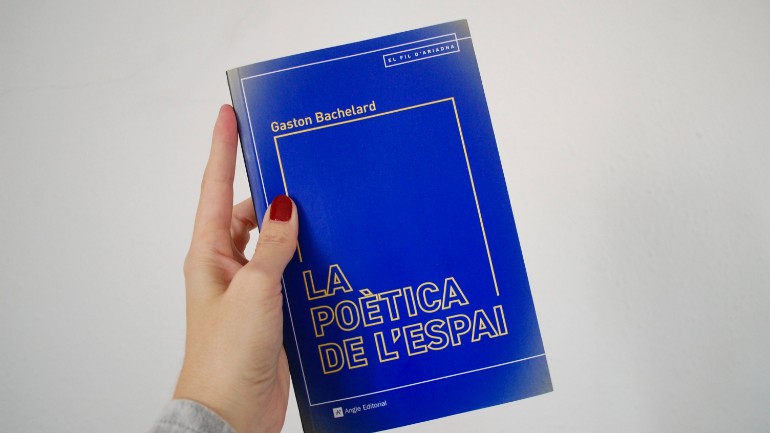 EL FIL D'ARIADNA
Gaston Bachelard
LA
POÈTICA
DE L'ESPAI
Angle Editorial